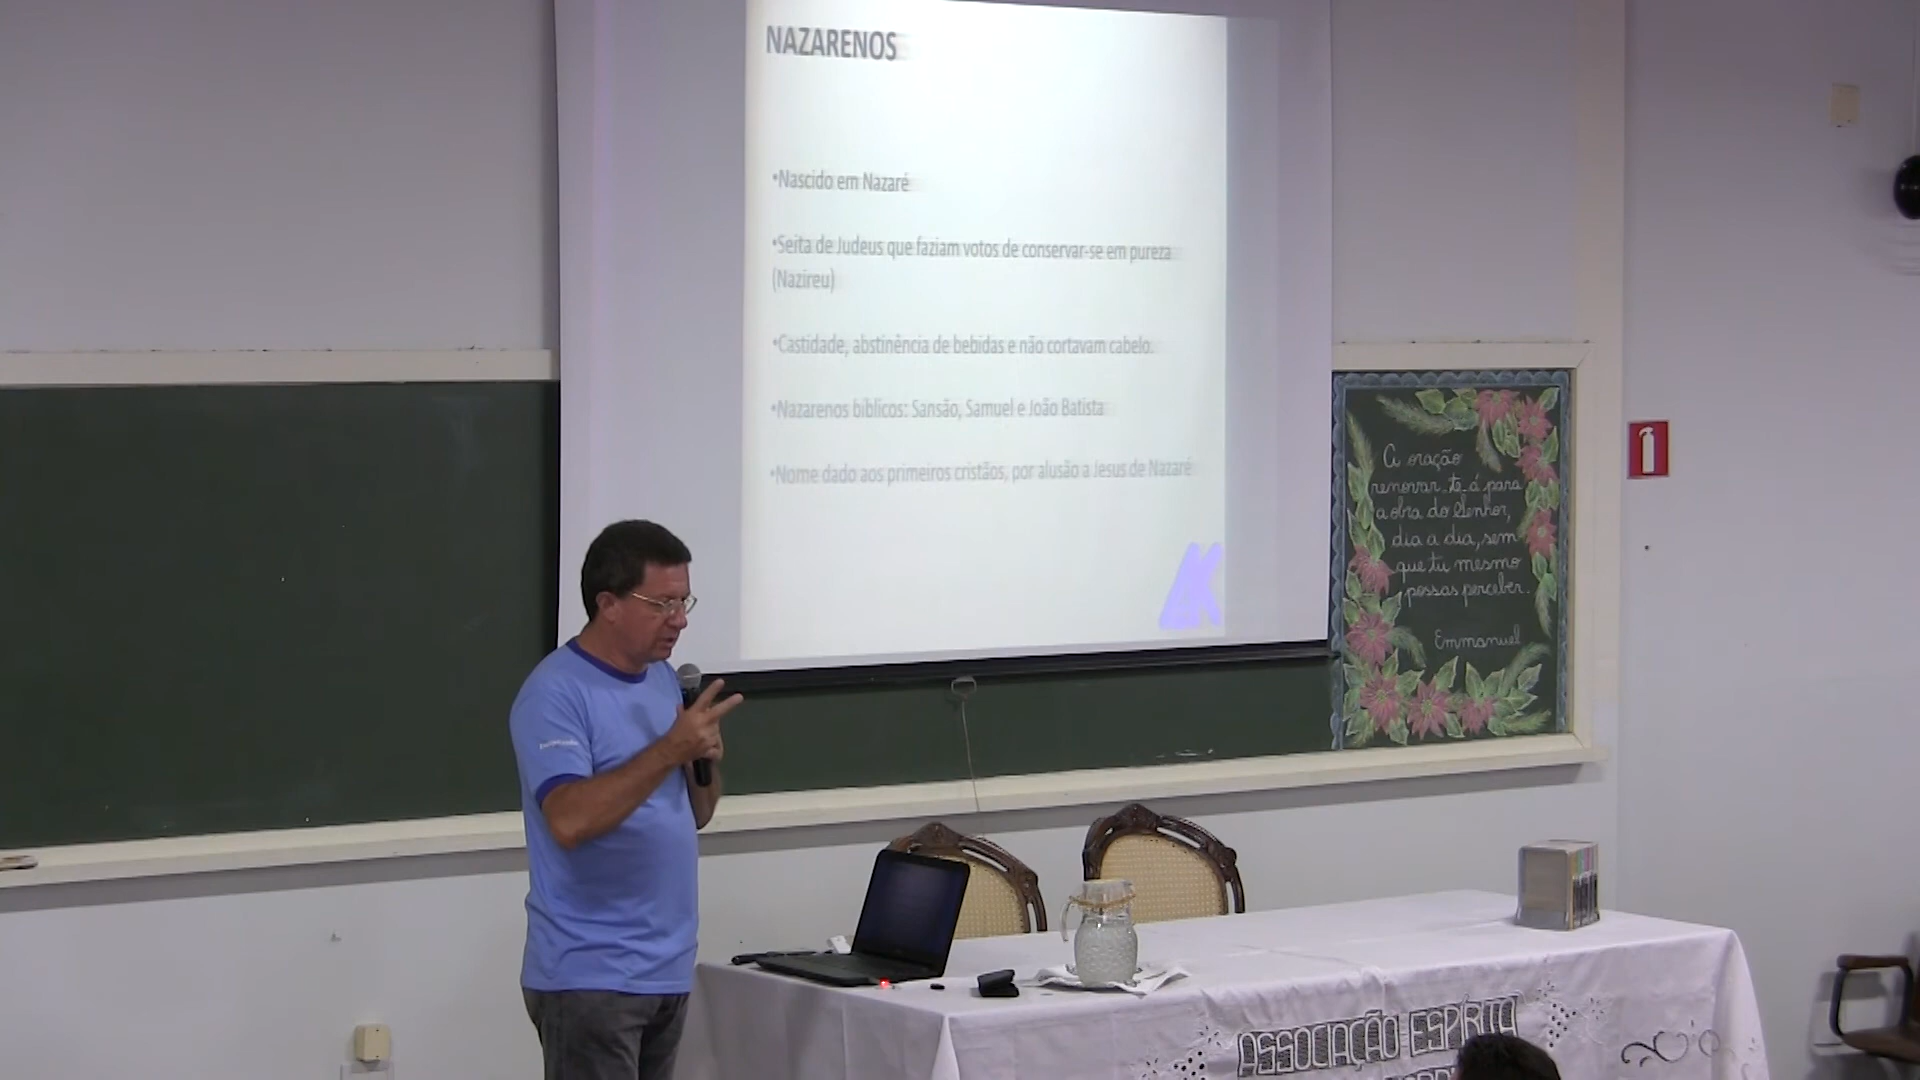 NAZARENOS
•Nascido em Nazaré
•Seita de Judeus que faziam votos de conservar-se em pureza
(Nazireu)
•Castidade, abstinência de bebidas e não cortavam cabelo.
•Nazarenos bíblicos: Sansão, Samuel e João Batista
•Nome dado aos primeiros cristãos, por alusão a Jesus de Nazaré
AK
A oração
renovar-te-á para
a obra do Senhor,
dia a dia, sem
que tu mesmo
possas perceber.
Emmanuel
ASSOCIAÇÃO ESPÍRITA